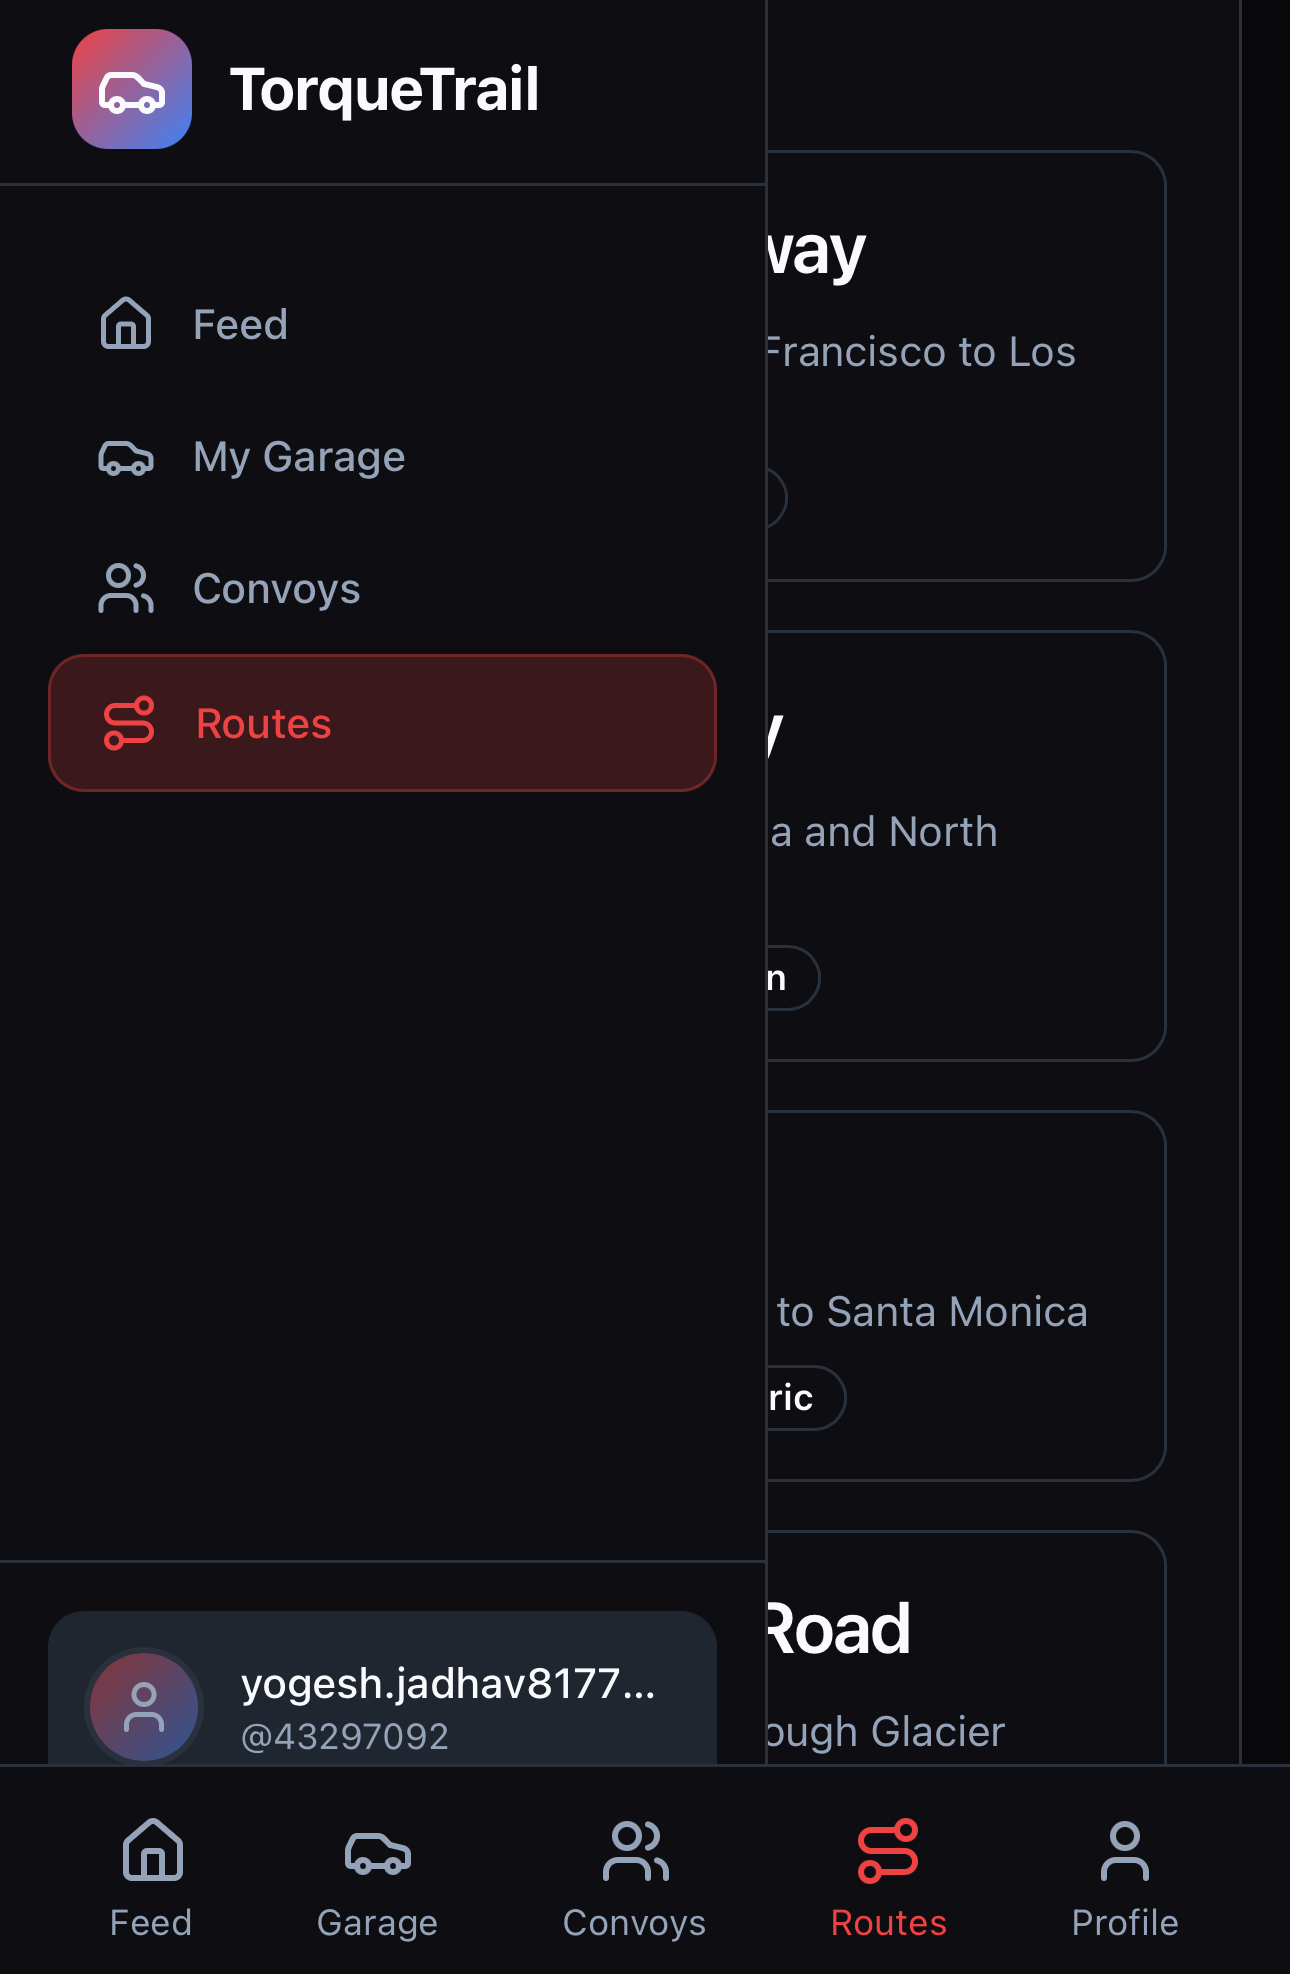 TorqueTrail
Feed
My Garage
Convoys
Routes
yogesh.jadhav8177...
@43297092
way
Francisco to Los
y
a and North
n
to Santa Monica
ric
Road
ough Glacier
Feed
Garage
Convoys
Routes
Profile